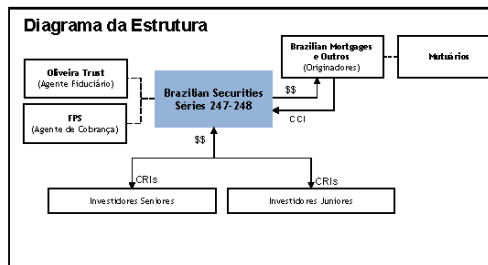 Diagrama da Estrutura
Oliveira Trust
(Agente Fiduciário)
FPS
(Agente de Cobrança)
Brazilian Securities
Séries 247-248
Brazilian Mortgages
e Outros
(Originadores)
Mutuários
$$
CCI
$$
CRIs
CRIs
Investidores Seniores
Investidores Juniores